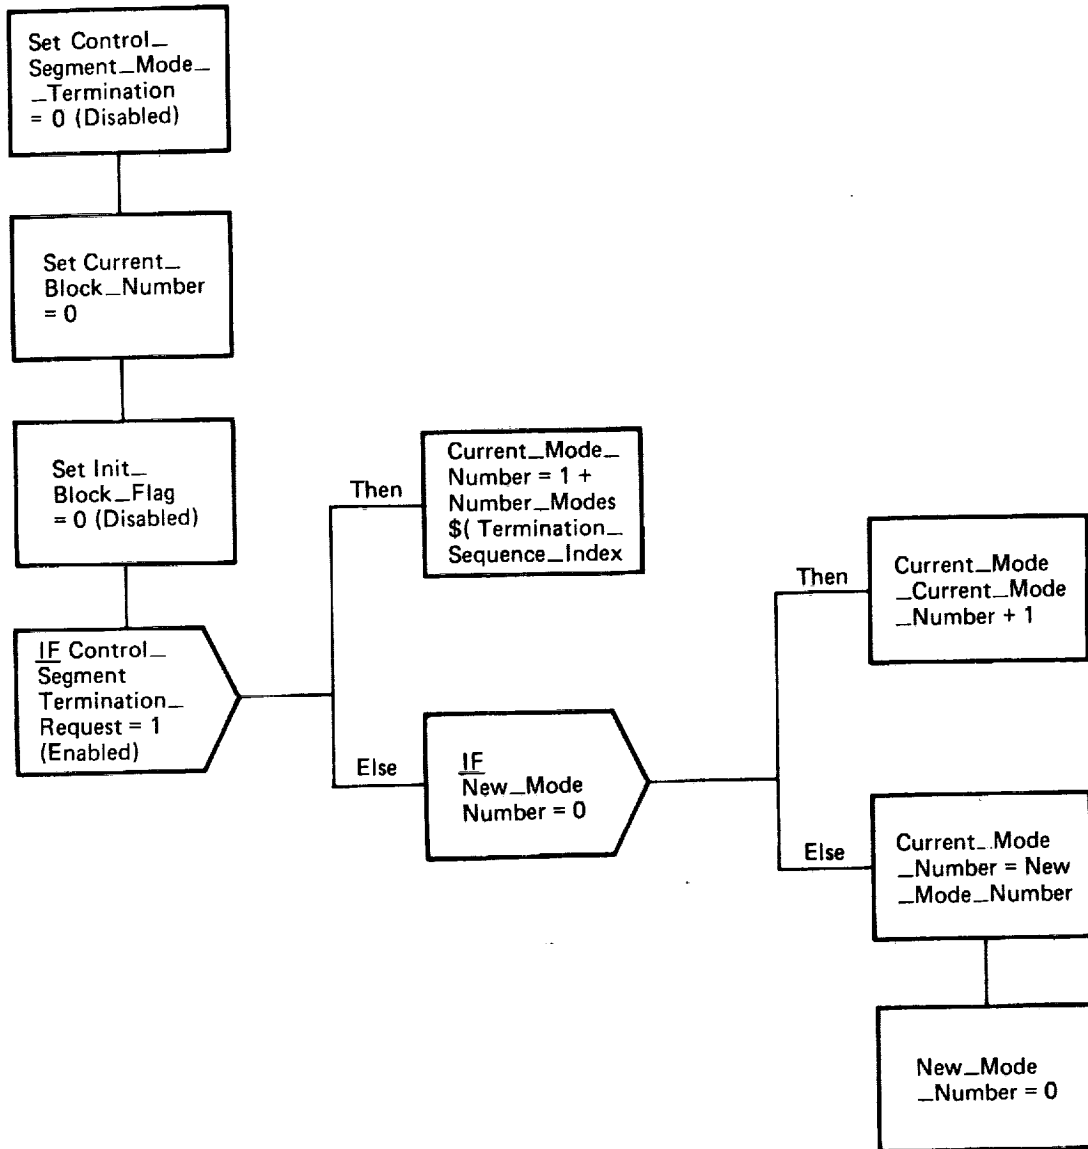 Set Control_
Segment_Mode_
_Termination
= 0 (Disabled)
Set Current_
Block_Number
= 0
Set Init_
Block_Flag
= 0 (Disabled)
IF Control_
Segment
Termination_
Request = 1
(Enabled)
Then
Current_Mode_
Number = 1 +
Number_Modes
$( Termination_
Sequence_Index
Else
IF
New_Mode
Number = 0
Then
Current_Mode
_Current_Mode
_Number + 1
Else
Current_Mode
_Number = New
_Mode_Number
New_Mode
_Number = 0